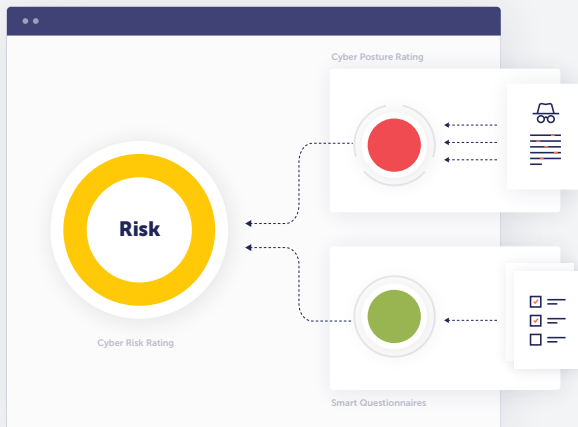 Cyber Posture Rating
Risk
Cyber Risk Rating
Smart Questionnaires